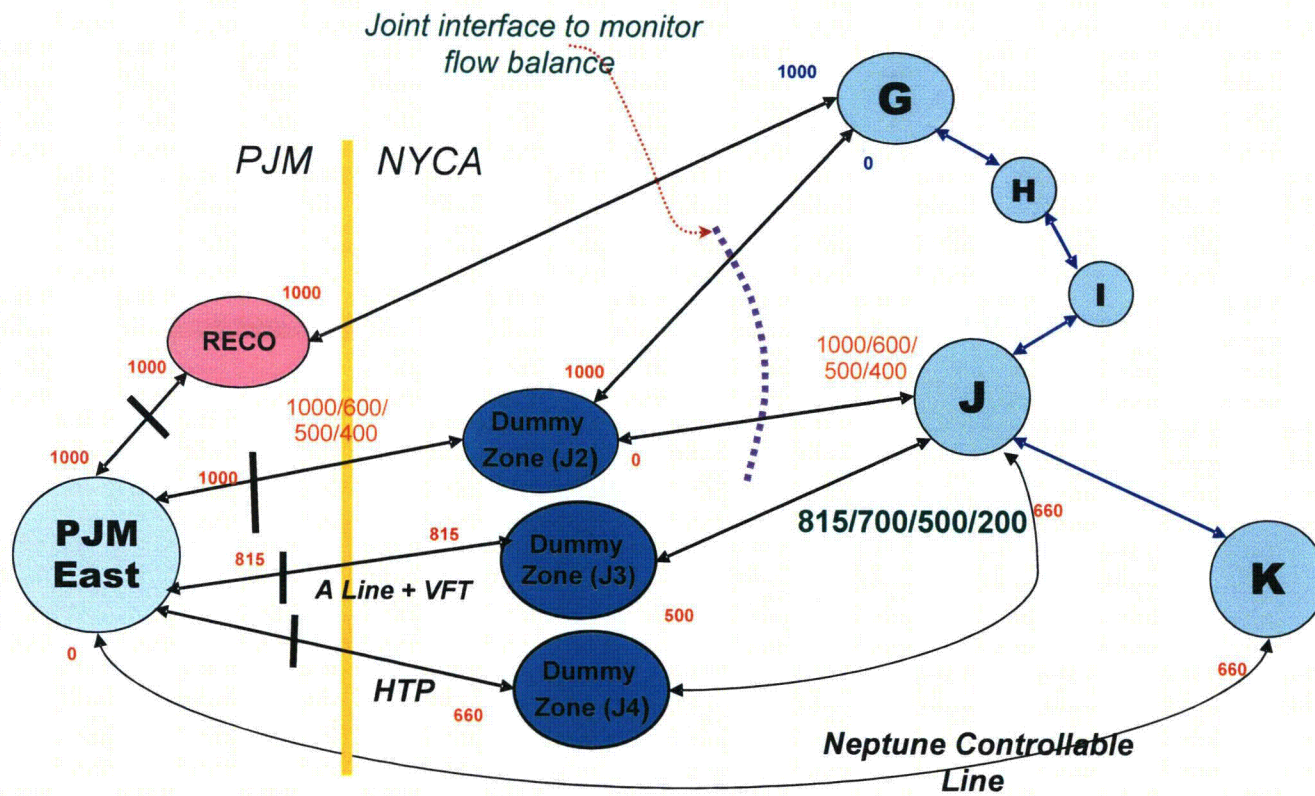 Joint interface to monitor
flow balance
1000
G
PJM
NYCA
0
H
1000
I
RECO
1000
1000/600/
500/400
1000
1000/600/
500/400
J
Dummy
Zone (J2)
0
1000
1000
PJM
East
815
815
A Line + VFT
Dummy
Zone (J3)
815/700/500/200
660
K
500
0
HTP
660
Dummy
Zone (J4)
660
Neptune Controllable
Line